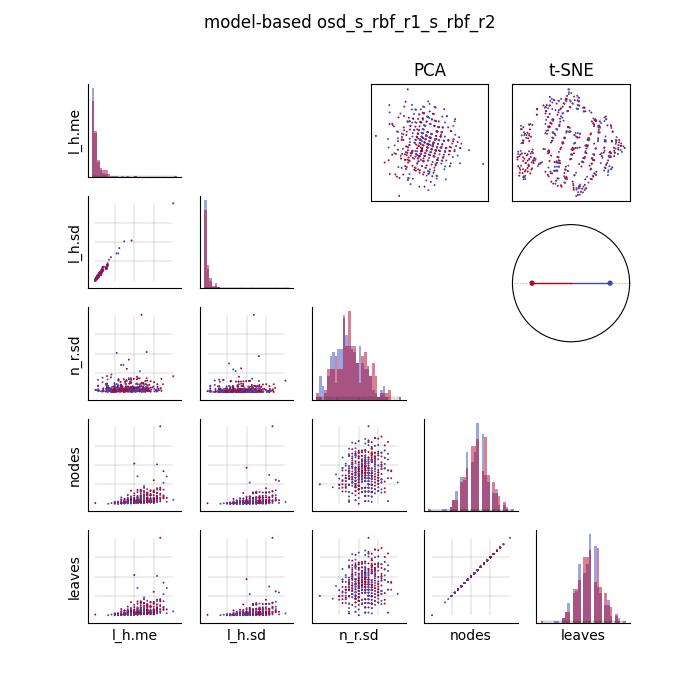 model-based osd_s_rbf_r1_s_rbf_r2
PCA
t-SNE
l_h.me
l_h.sd
n_r.sd
nodes
leaves
l_h.me
l_h.sd
n_r.sd
nodes
leaves